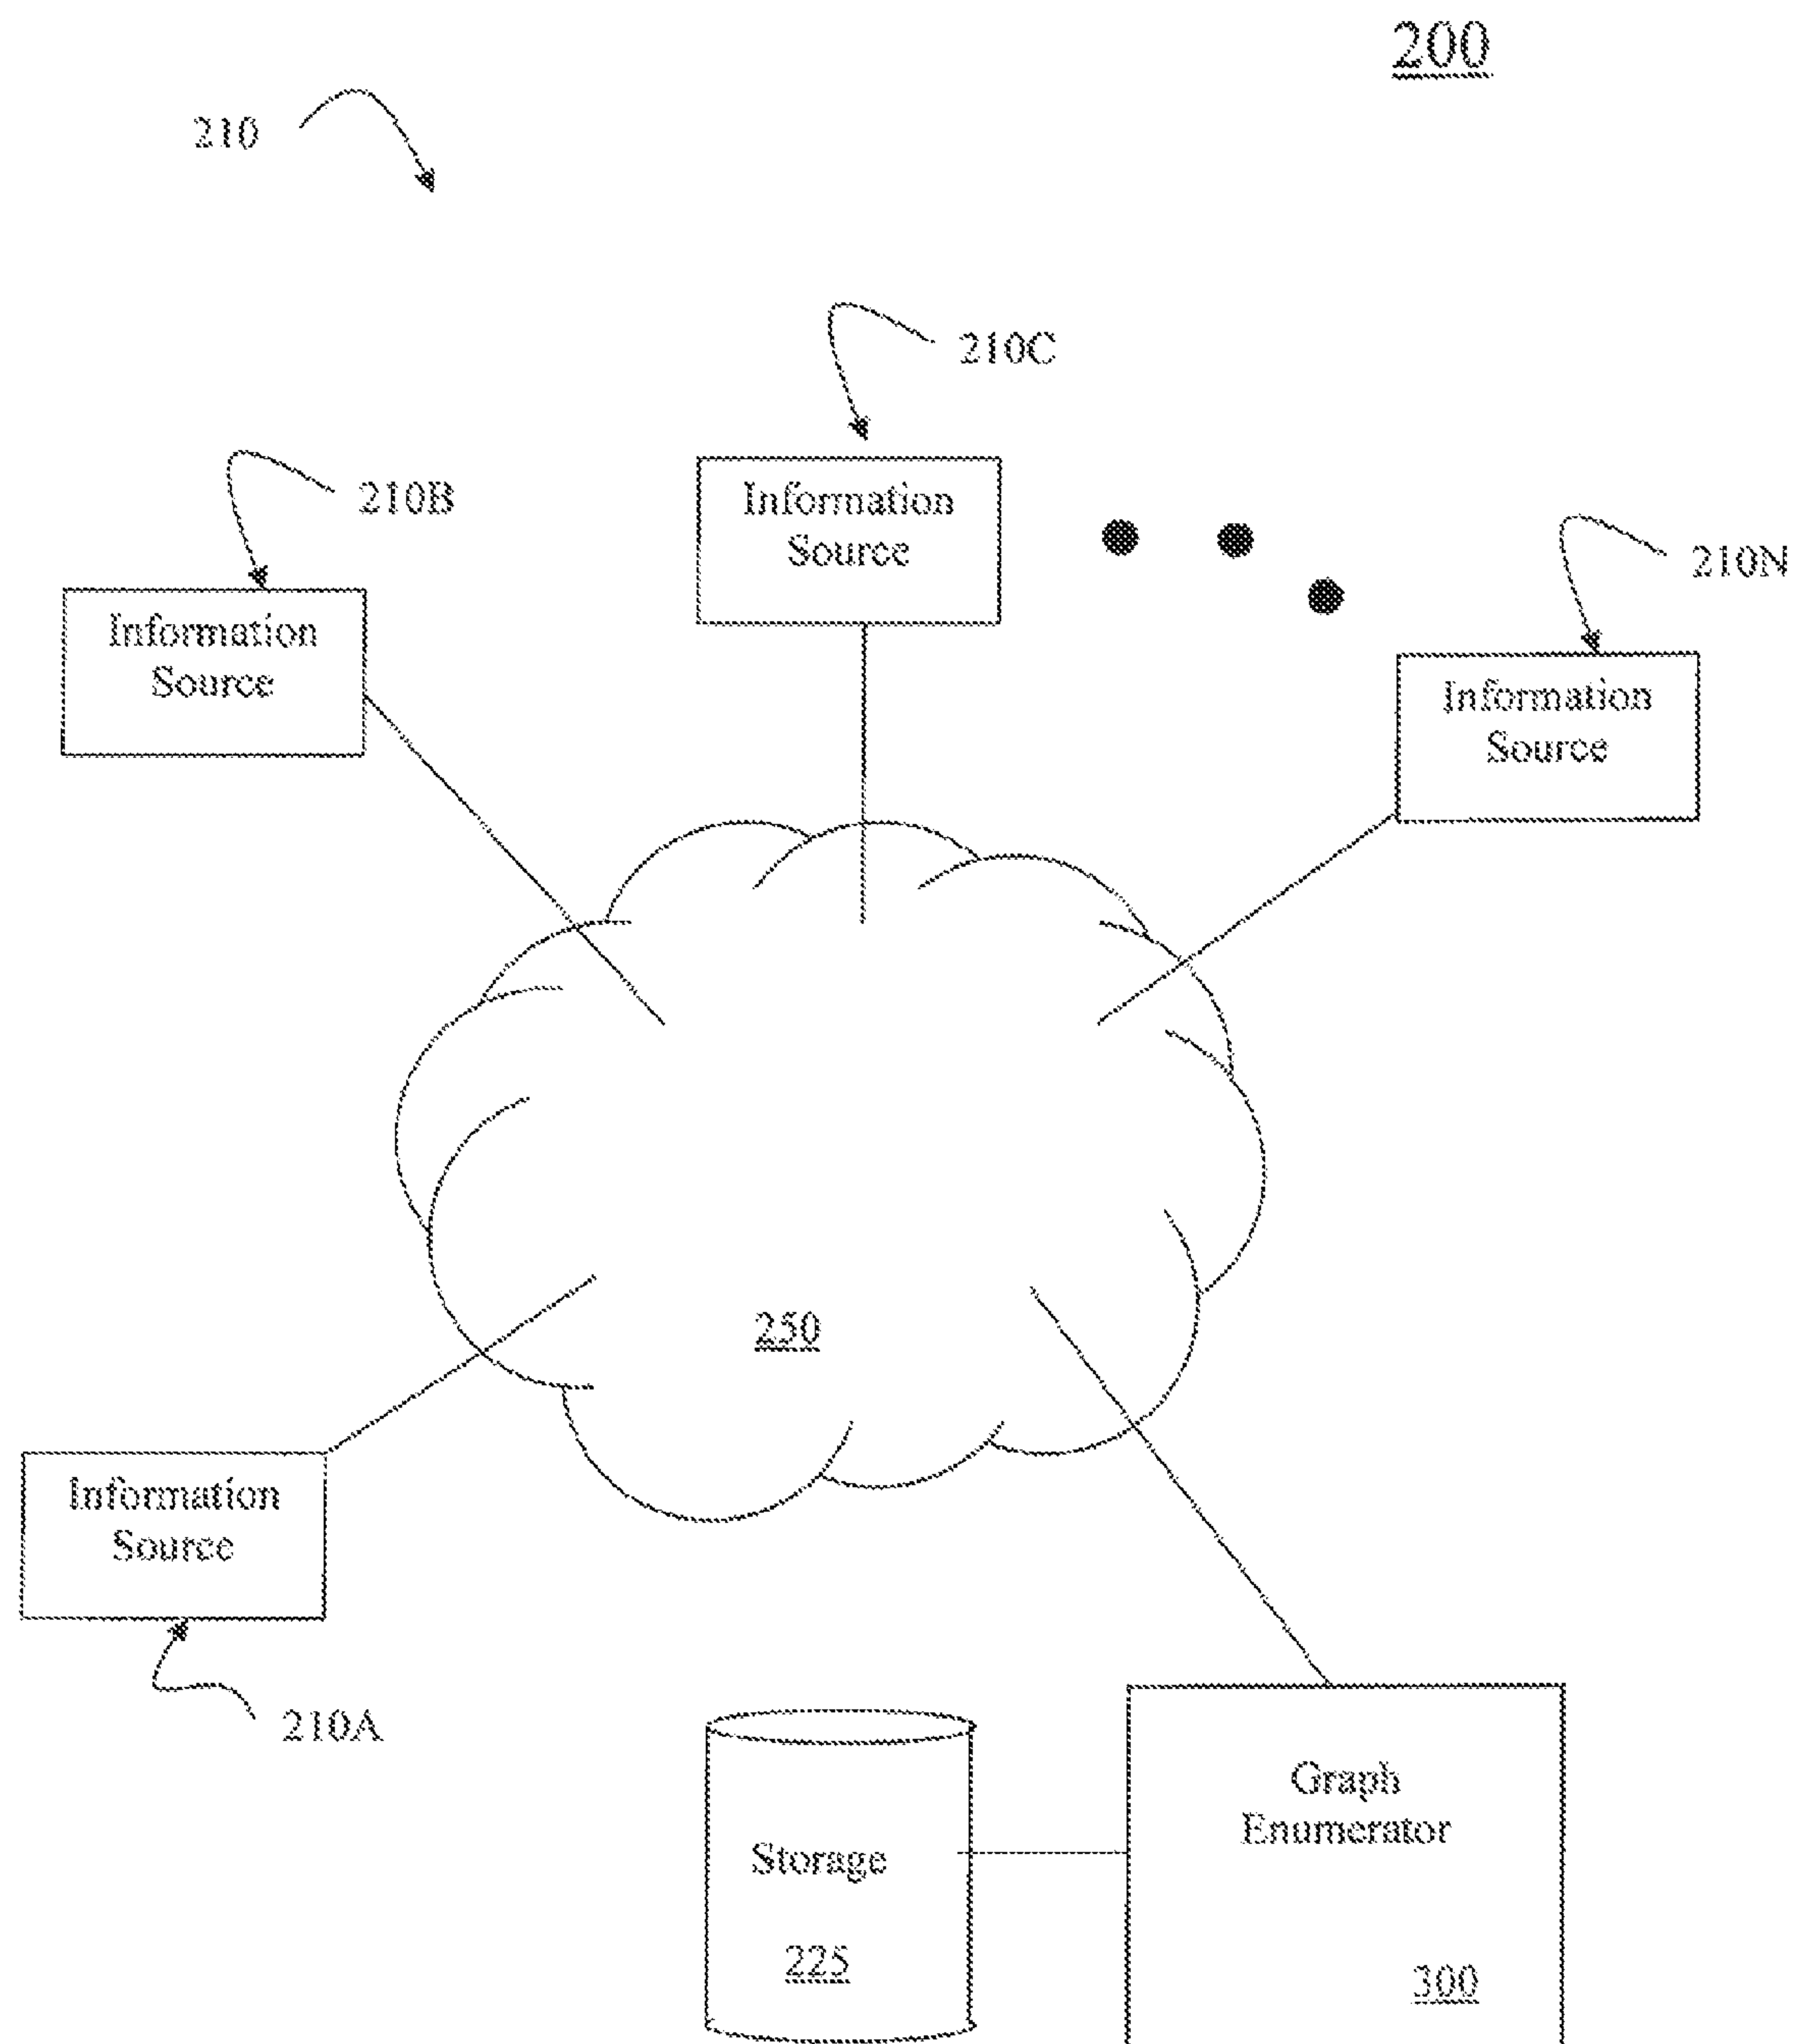 200
210
210C
210B
Information
Source
210N
Information
Source
Information
Source
250
Information
Source
210A
Graph
Enumerator
Storage
225
300